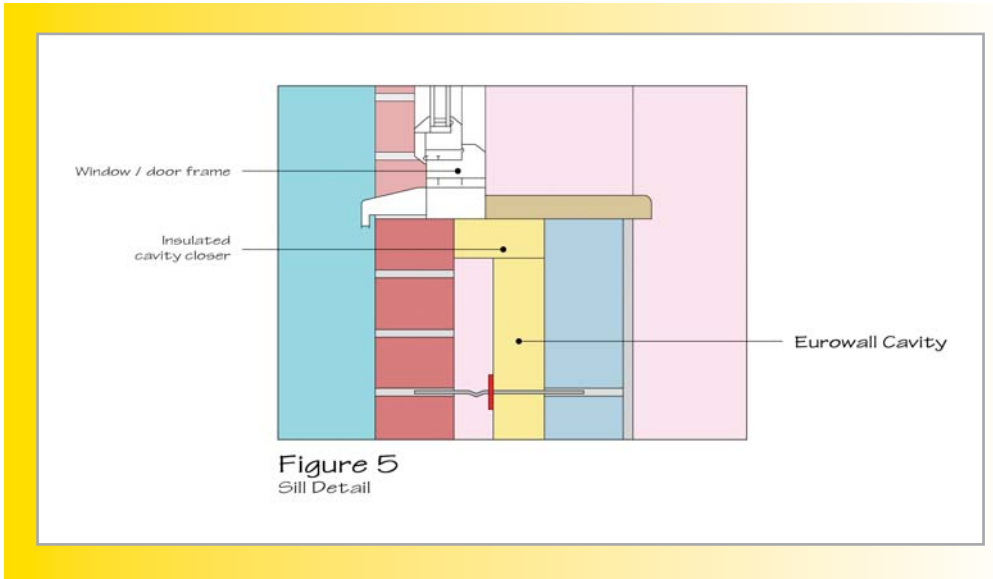 Window / door frame
Insulated
cavity closer
Eurowall Cavity
Figure 5
Sill Detail